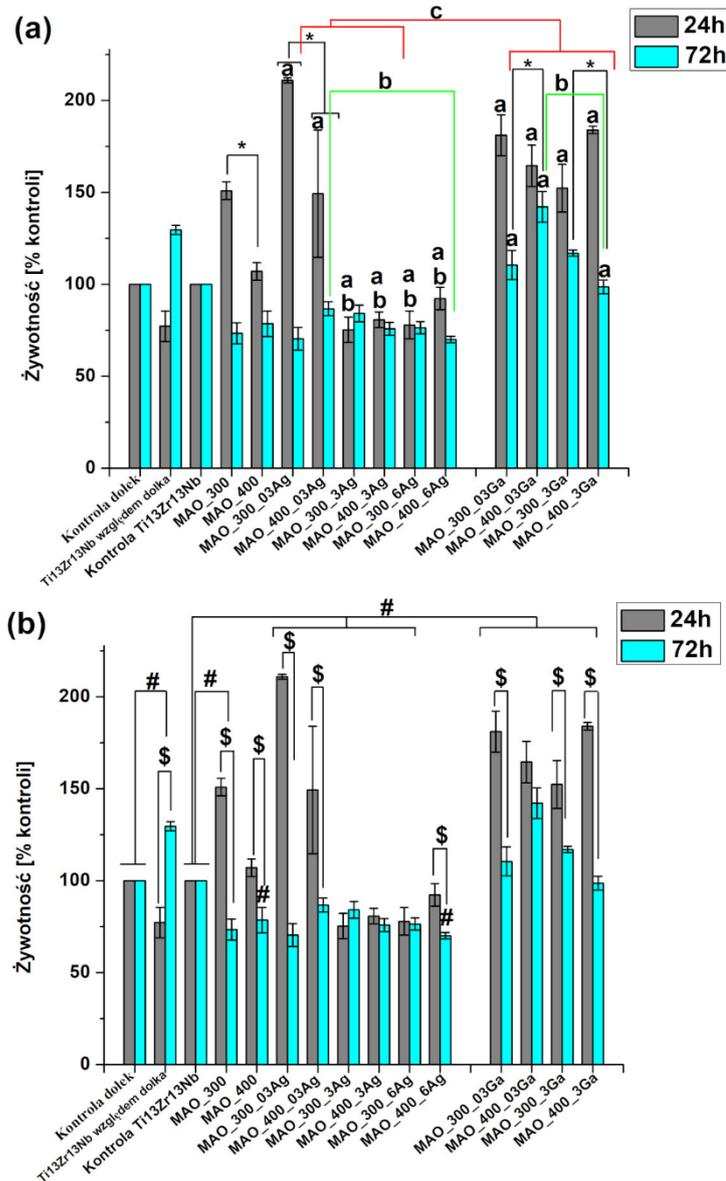 (a)
c
24h
72h
* a * a b
a a a a a * b a * a
a b a b a b a b
Żywotność [% kontroli]
200
150
100
50
0
Kontrola dołek
Ti13Zr13Nb względem dołka
Kontrola Ti13Zr13Nb
MAO_300
MAO_400
MAO_300_03Ag
MAO_400_03Ag
MAO_300_3Ag
MAO_400_3Ag
MAO_300_6Ag
MAO_400_6Ag
MAO_300_03Ga
MAO_400_03Ga
MAO_300_3Ga
MAO_400_3Ga
(b)
#
24h
72h
# $ # $ $ # $ $ $ # $ $ $
Żywotność [% kontroli]
200
150
100
50
0
Kontrola dołek
Ti13Zr13Nb względem dołka
Kontrola Ti13Zr13Nb
MAO_300
MAO_400
MAO_300_03Ag
MAO_400_03Ag
MAO_300_3Ag
MAO_400_3Ag
MAO_300_6Ag
MAO_400_6Ag
MAO_300_03Ga
MAO_400_03Ga
MAO_300_3Ga
MAO_400_3Ga